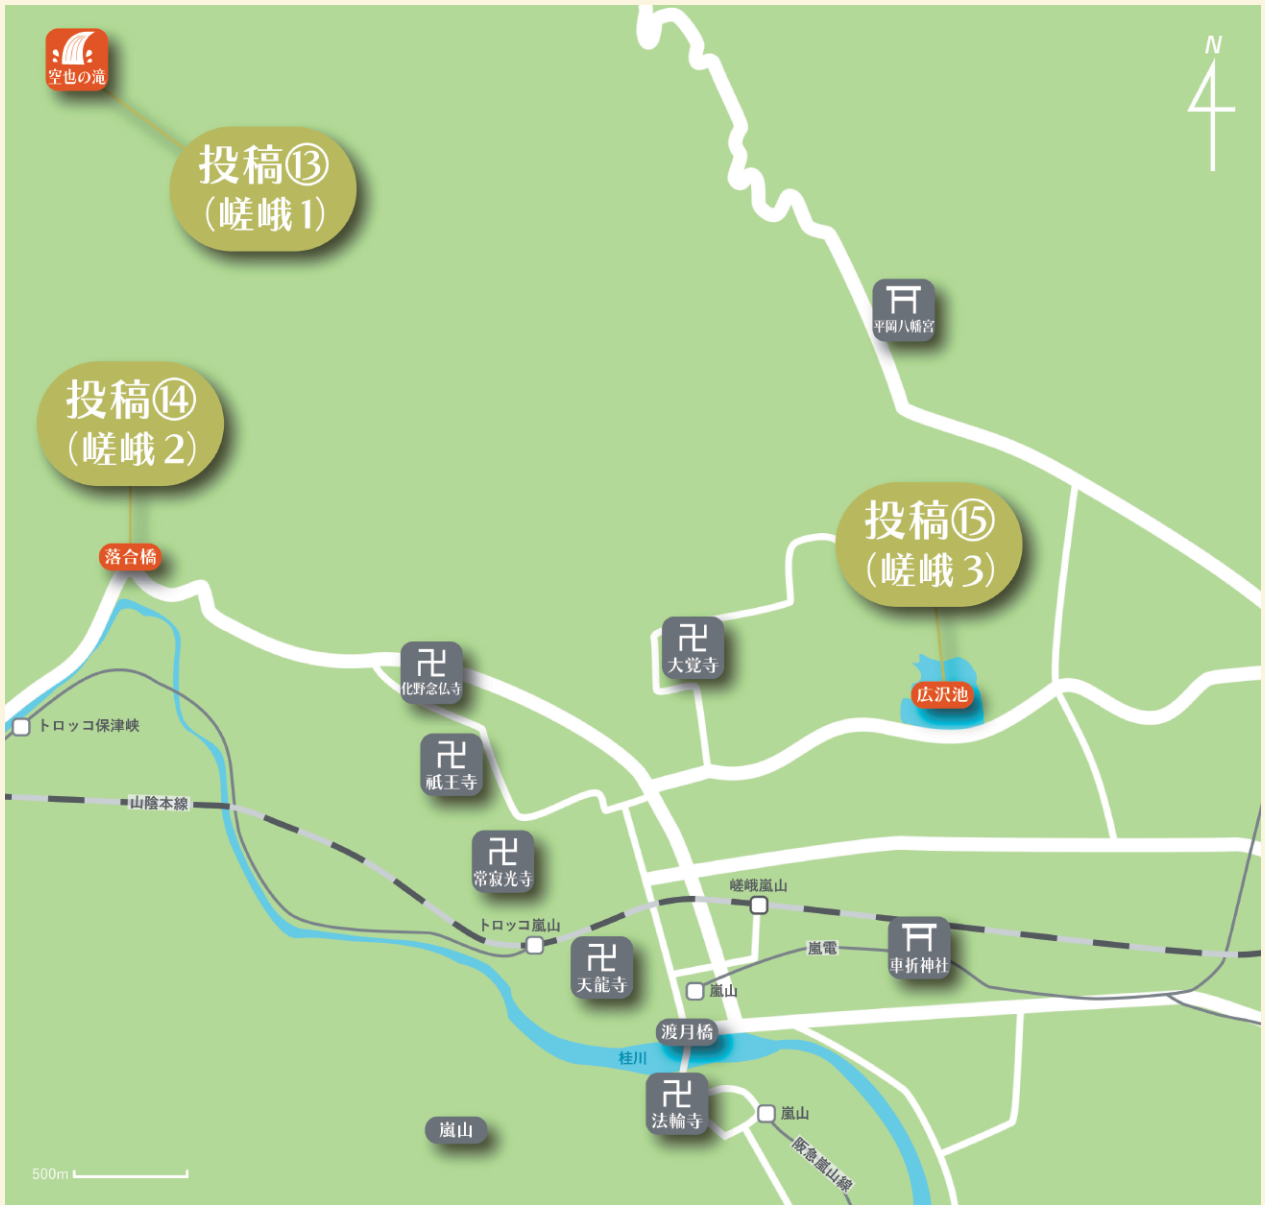 N
空也の滝
投稿⑬
（嵯峨1）
平岡八幡宮
投稿⑭
（嵯峨2）
投稿⑮
（嵯峨3）
落合橋
大覚寺
化野念仏寺
広沢池
トロッコ保津峡
祇王寺
山陰本線
常寂光寺
嵯峨嵐山
トロッコ嵐山
嵐電
車折神社
天龍寺
嵐山
渡月橋
桂川
法輪寺
嵐山
嵐山
阪急嵐山線
500m